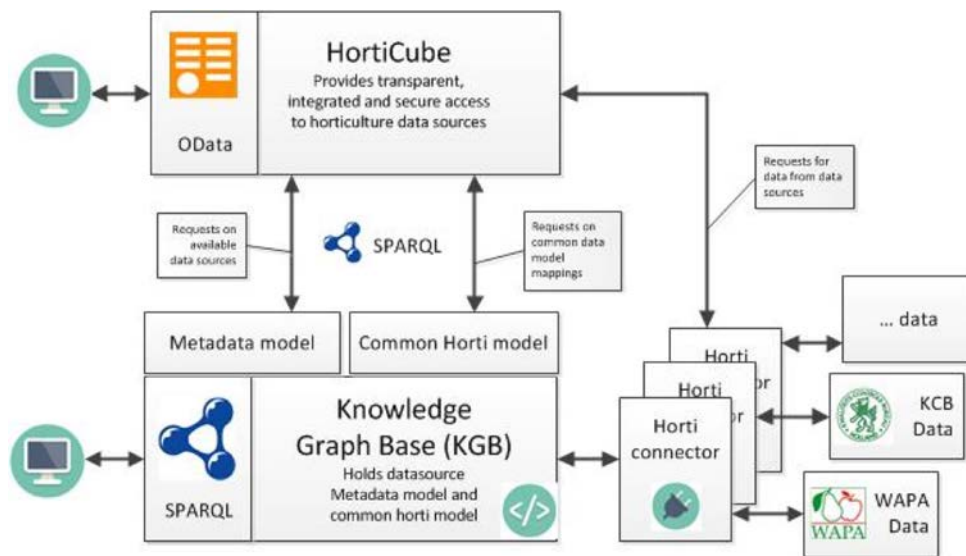 HortiCube
Provides transparent,
integrated and secure access
to horticulture data sources
OData
Requests for
data from data
sources
Requests on
available
data sources
SPARQL
Requests on
common data
model
mappings
Metadata model
Common Horti model
... data
Horti
or
Horti
or
Horti
connector
KCB
Data
WAPA
WAPA
Data
Knowledge
Graph Base (KGB)
Holds datasource
Metadata model and
common horti model
</>
SPARQL